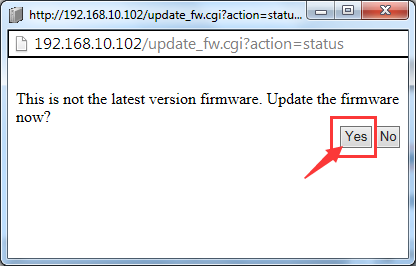 http://192.168.10.102/update_fw.cgi?action=status...
192.168.10.102/update_fw.cgi?action=status
This is not the latest version firmware. Update the firmware
now?
Yes No